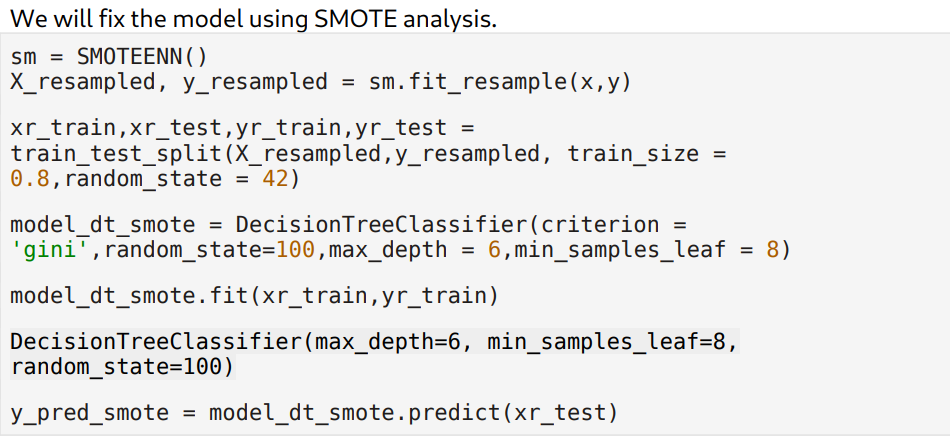 We will fix the model using SMOTE analysis.
sm = SMOTEENN()
X_resampled, y_resampled = sm.fit_resample(x,y)
xr_train,xr_test,yr_train,yr_test =
train_test_split(X_resampled,y_resampled, train_size =
0.8,random_state = 42)
model_dt_smote = DecisionTreeClassifier(criterion =
'gini',random_state=100,max_depth = 6,min_samples_leaf = 8)
model_dt_smote.fit(xr_train,yr_train)
DecisionTreeClassifier(max_depth=6, min_samples_leaf=8,
random_state=100)
y_pred_smote = model_dt_smote.predict(xr_test)